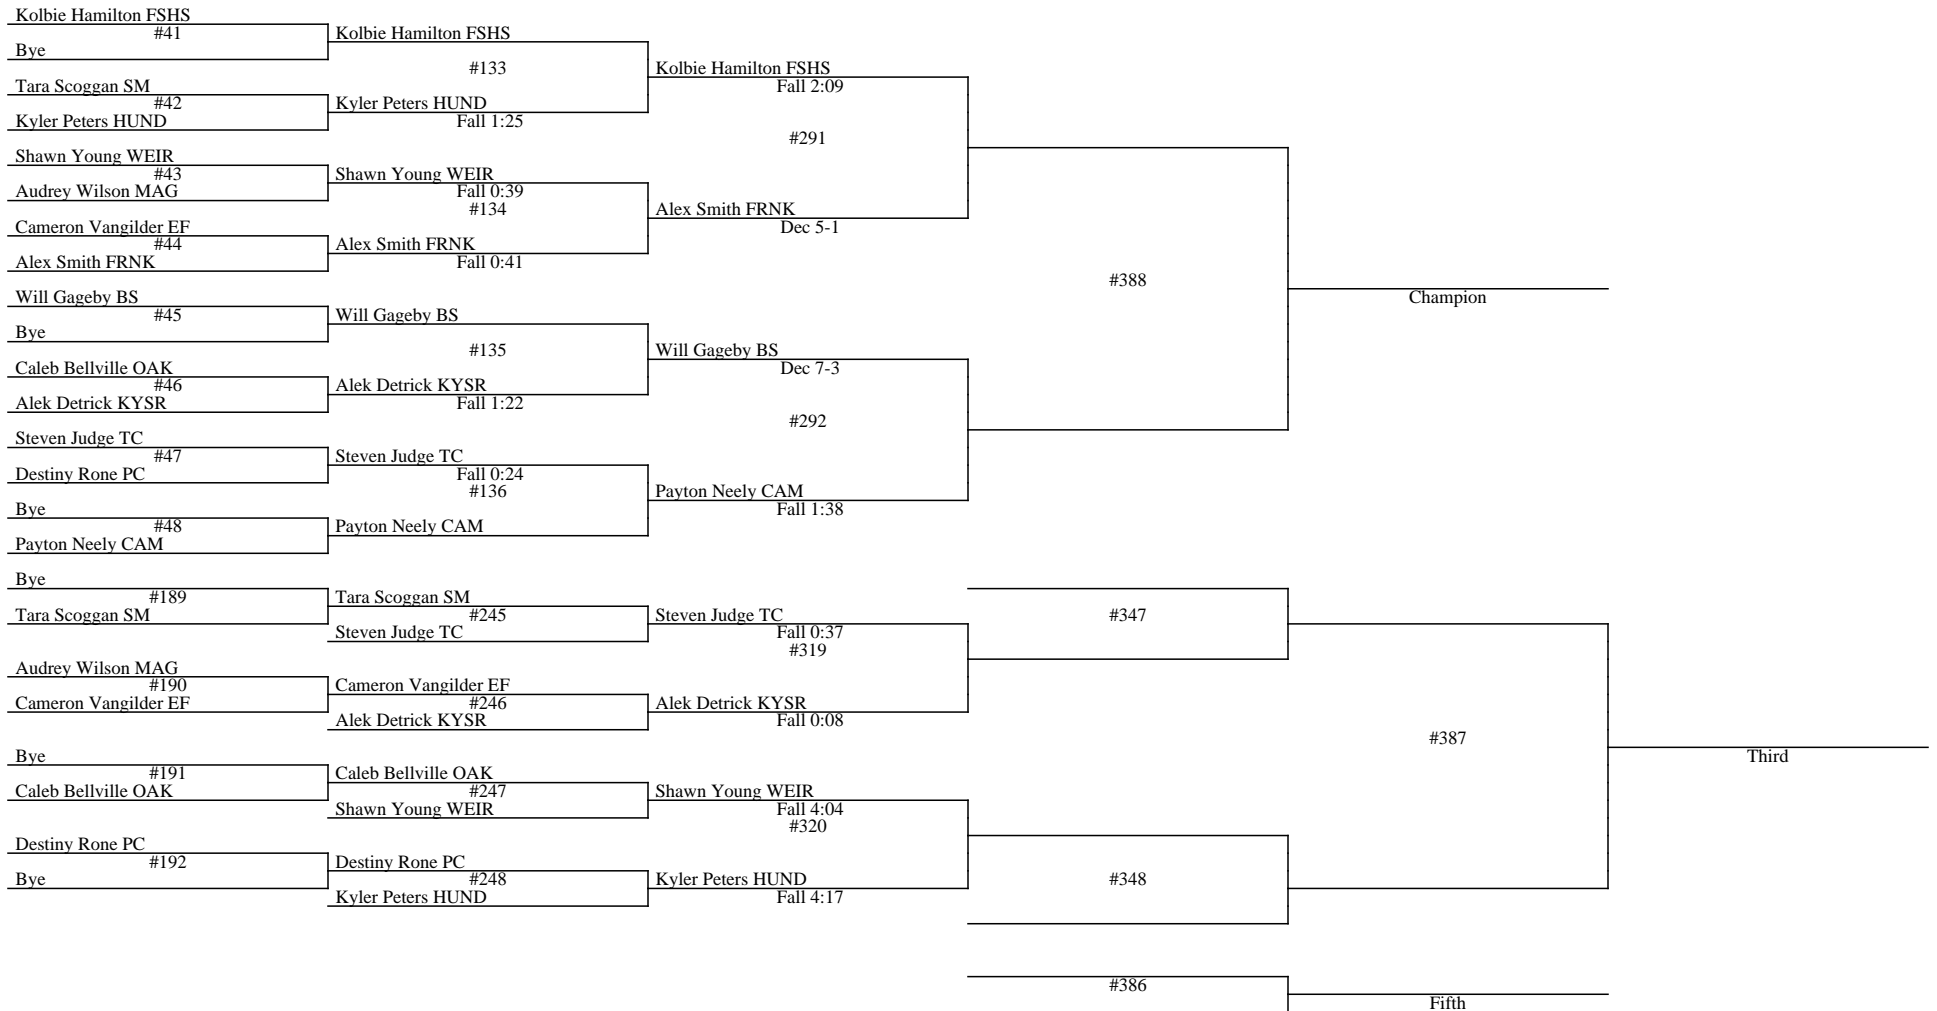 Kolbie Hamilton FSHS
#41
Bye
Kolbie Hamilton FSHS
#133
Kolbie Hamilton FSHS
Fall 2:09
Tara Scoggan SM
#42
Kyler Peters HUND
Kyler Peters HUND
Fall 1:25
#291
Shawn Young WEIR
#43
Audrey Wilson MAG
Shawn Young WEIR
Fall 0:39
#134
Alex Smith FRNK
Dec 5-1
Cameron Vangilder EF
#44
Alex Smith FRNK
Alex Smith FRNK
Fall 0:41
#388
Champion
Will Gageby BS
#45
Bye
Will Gageby BS
#135
Will Gageby BS
Dec 7-3
Caleb Bellville OAK
#46
Alek Detrick KYSR
Alek Detrick KYSR
Fall 1:22
#292
Steven Judge TC
#47
Destiny Rone PC
Steven Judge TC
Fall 0:24
#136
Payton Neely CAM
Fall 1:38
Bye
#48
Payton Neely CAM
Payton Neely CAM
Bye
#189
Tara Scoggan SM
Tara Scoggan SM
#245
Steven Judge TC
Steven Judge TC
Fall 0:37
#319
#347
Audrey Wilson MAG
#190
Cameron Vangilder EF
Cameron Vangilder EF
#246
Alek Detrick KYSR
Alek Detrick KYSR
Fall 0:08
#387
Third
Bye
#191
Caleb Bellville OAK
Caleb Bellville OAK
#247
Shawn Young WEIR
Shawn Young WEIR
Fall 4:04
#320
Destiny Rone PC
#192
Bye
Destiny Rone PC
#248
Kyler Peters HUND
Kyler Peters HUND
Fall 4:17
#348
#386
Fifth